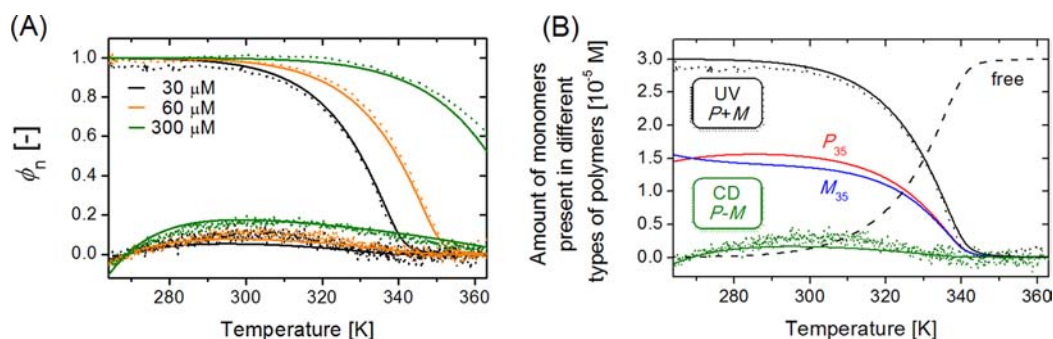 (A)
ϕn [-]
1.0
0.8
0.6
0.4
0.2
0.0
30 μM
60 μM
300 μM
280 300 320 340 360
Temperature [K]
(B)
Amount of monomers
present in different
types of polymers [10⁻⁵ M]
3.0
2.5
2.0
1.5
1.0
0.5
0.0
UV
P+M
free
P35
M35
CD
P-M
280 300 320 340 360
Temperature [K]